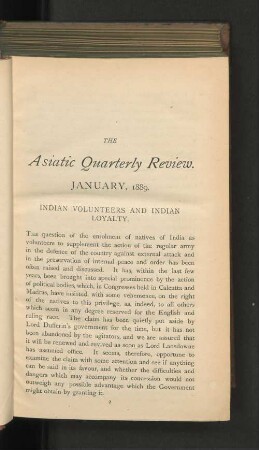 THE
Asiatic Quarterly Review.
JANUARY, 1889.
INDIAN VOLUNTEERS AND INDIAN
LOYALTY.
THE question of the enrolment of natives of India as
volunteers to supplement the action of the regular army
in the defence of the country against external attack and
in the preservation of internal peace and order has been
often raised and discussed. It has, within the last few
years, been brought into special prominence by the action
of political bodies, which, in Congresses held in Calcutta and
Madras, have insisted with some vehemence, on the right
of the natives to this privilege, as, indeed, to all others
which seem in any degree reserved for the English and
ruling race. The claim has been quietly put aside by
Lord Dufferin's government for the time, but it has not
been abandoned by the agitators, and we are assured that
it will be renewed and revived as soon as Lord Lansdowne
has assumed office. It seems, therefore, opportune to
examine the claim with some attention and see if anything
can be said in its favour, and whether the difficulties and
dangers which may accompany its concession would not
outweigh any possible advantage which the Government
might obtain by granting it.